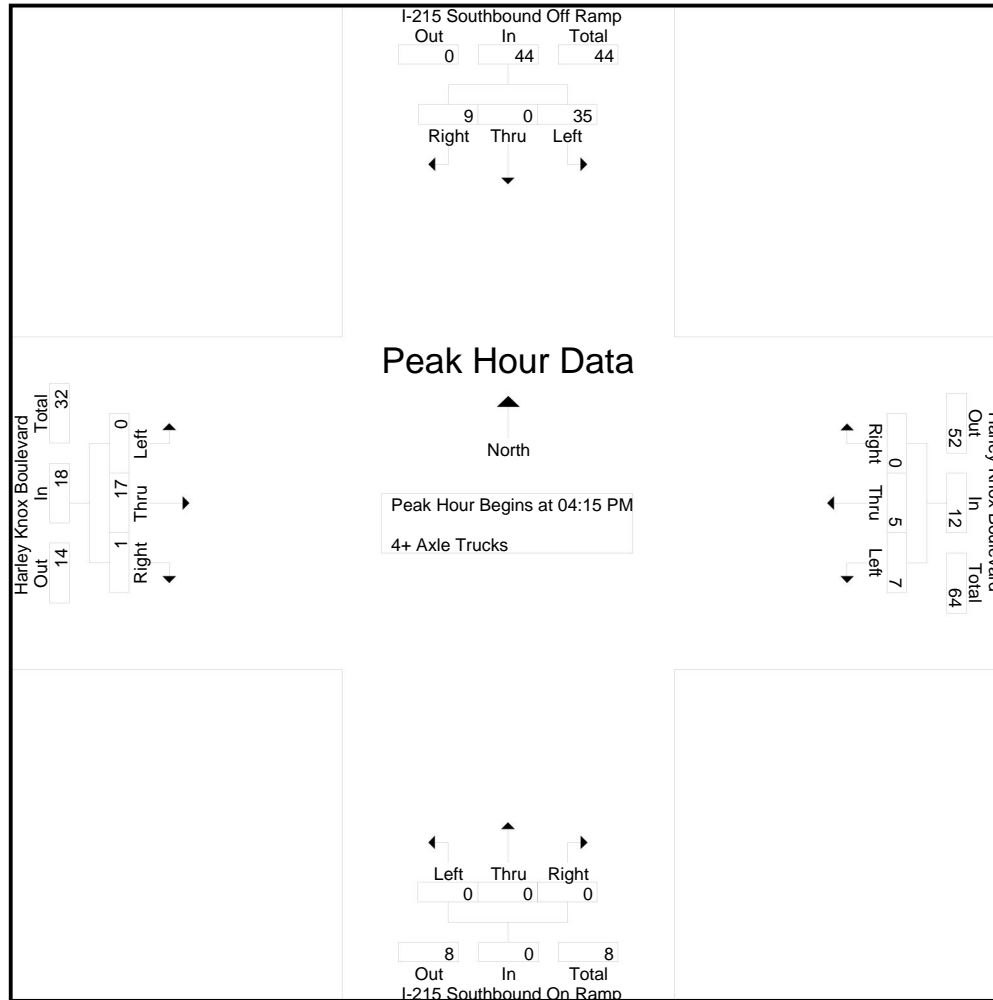 I-215 Southbound Off Ramp
Out In Total
0 44 44
9 0 35
Right Thru Left
Peak Hour Data
North
Peak Hour Begins at 04:15 PM
4+ Axle Trucks
Harley Knox Boulevard
Out In Total
14 18 32
1 17 0
Right Thru Left
Right Thru Left
0 5 7
52 12 64
Out In Total
Harley Knox Boulevard
Left Thru Right
0 0 0
8 0 8
Out In Total
I-215 Southbound On Ramp